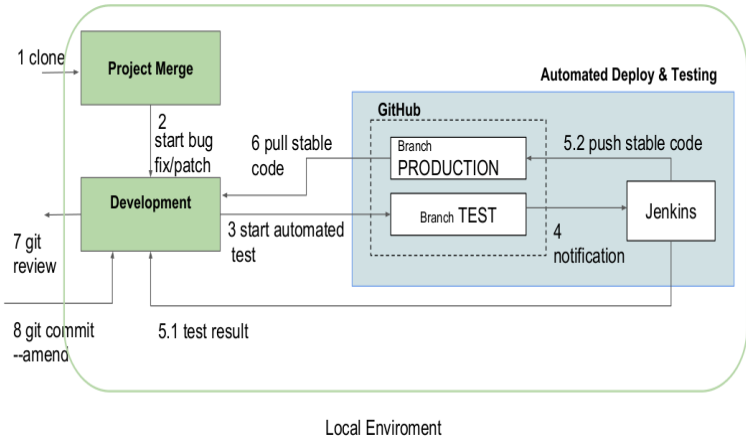 1 clone
Project Merge
Automated Deploy & Testing
GitHub
2
start bug
fix/patch
6 pull stable
code
Branch
PRODUCTION
5.2 push stable code
Development
Branch TEST
Jenkins
3 start automated
test
4
notification
7 git
review
8 git commit
--amend
5.1 test result
Local Enviroment